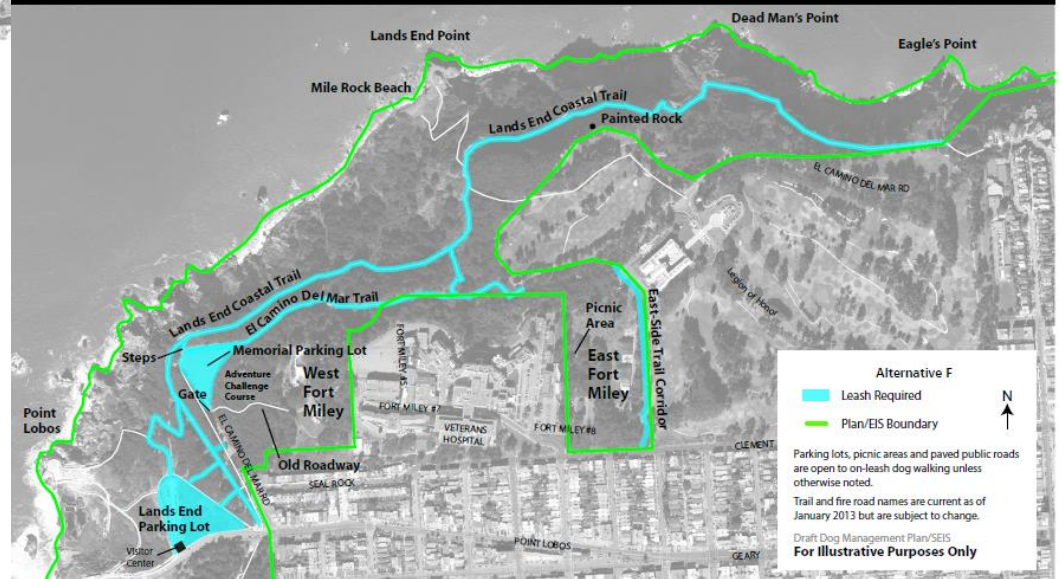 Dead Man's Point
Lands End Point
Eagle's Point
Mile Rock Beach
Lands End Coastal Trail
Painted Rock
EL CAMINO DEL MAR RD
Legion of Honor
Lands End Coastal Trail
El Camino Del Mar Trail
Steps
Memorial Parking Lot
Adventure
Challenge
Course
Gate
West
Fort
Miley
FORT MILEY #5
Picnic
Area
East
Fort
Miley
East-Side Trail Corridor
Point
Lobos
FORT MILEY #7
VETERANS
HOSPITAL
FORT MILEY #8
CLEMENT
EL CAMINO DEL MAR RD
Old Roadway
SEAL ROCK
Lands End
Parking Lot
Visitor
Center
POINT LOBOS
GEARY
Alternative F
Leash Required
Plan/EIS Boundary
N
Parking lots, picnic areas and paved public roads
are open to on-leash dog walking unless
otherwise noted.
Trail and fire road names are current as of
January 2013 but are subject to change.
Draft Dog Management Plan/SEIS
For Illustrative Purposes Only